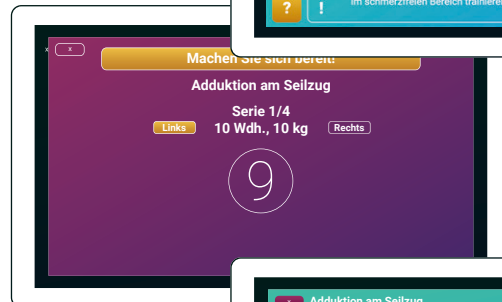 ? ! im schmerzfreien Bereich trainieren
x x
Machen Sie sich bereit!
Adduktion am Seilzug
Serie 1/4
Links 10 Wdh., 10 kg Rechts
9
x Adduktion am Seilzug